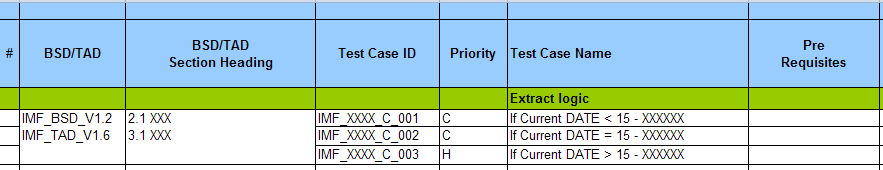 # BSD/TAD BSD/TAD Section Heading Test Case ID Priority Test Case Name Pre Requisites
Extract logic
IMF_BSD_V1.2 2.1 XXX IMF_XXXX_C_001 C If Current DATE < 15 - XXXXXX
IMF_TAD_V1.6 3.1 XXX IMF_XXXX_C_002 C If Current DATE = 15 - XXXXXX
IMF_XXXX_C_003 H If Current DATE > 15 - XXXXXX